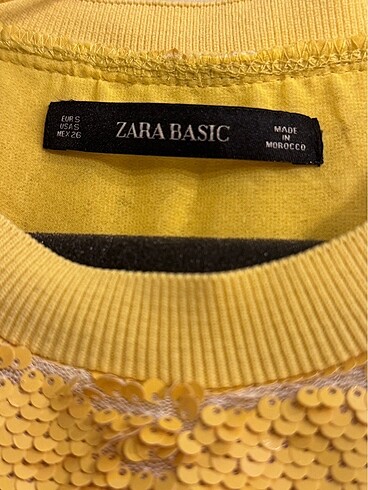 EUR S
USA S
MEX 26
ZARA BASIC
MADE
IN
MOROCCO